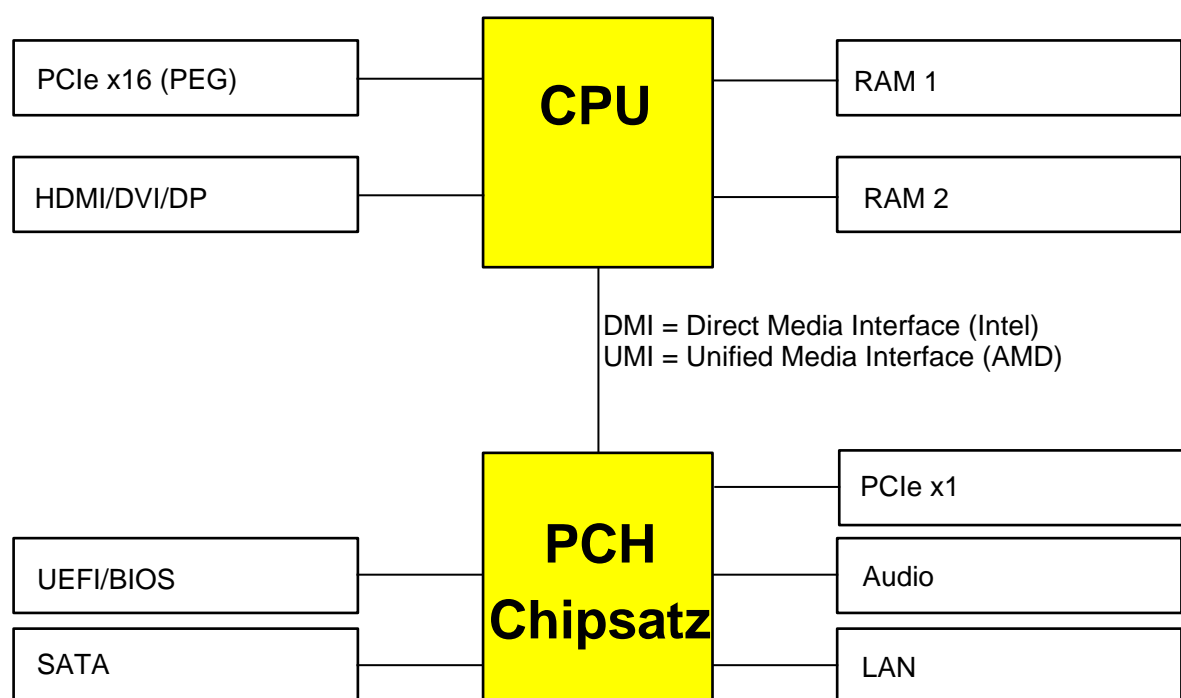 PCIe x16 (PEG)
CPU
RAM 1
HDMI/DVI/DP
RAM 2
DMI = Direct Media Interface (Intel)
UMI = Unified Media Interface (AMD)
PCIe x1
PCH
Chipsatz
UEFI/BIOS
Audio
SATA
LAN